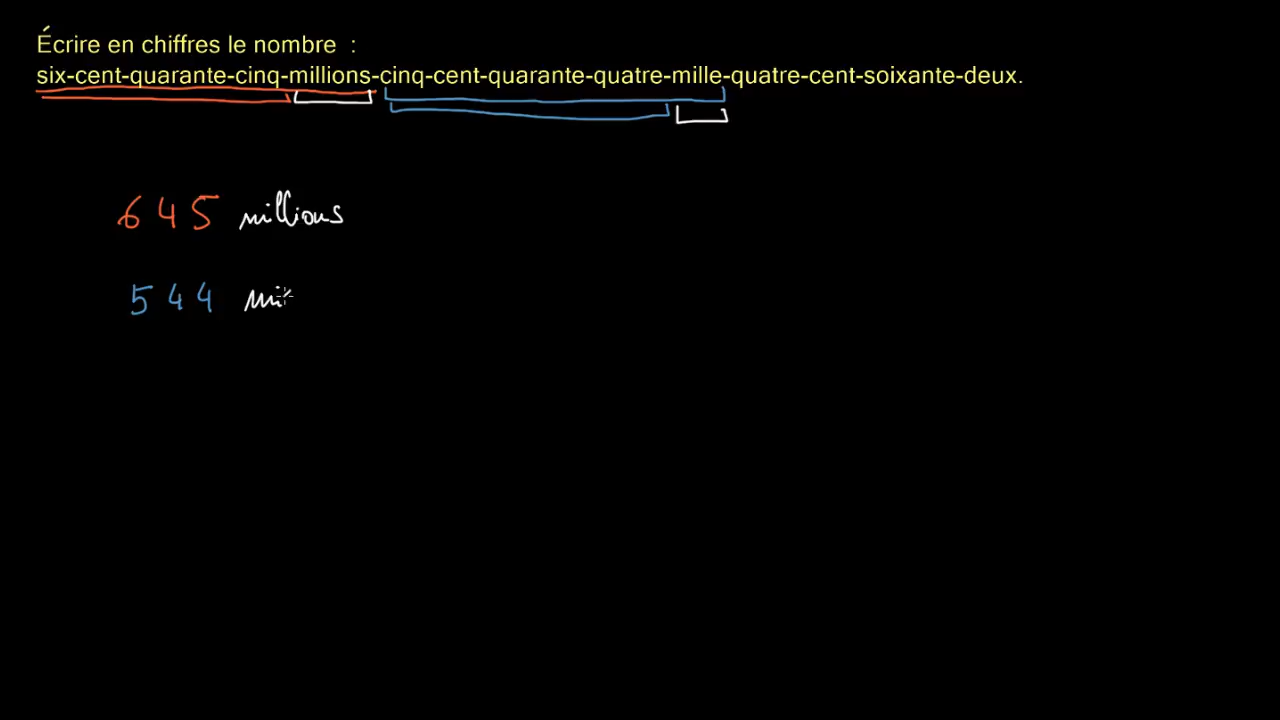 Écrire en chiffres le nombre :
six-cent-quarante-cinq-millions-cinq-cent-quarante-quatre-mille-quatre-cent-soixante-deux.
645 millions
544 mi